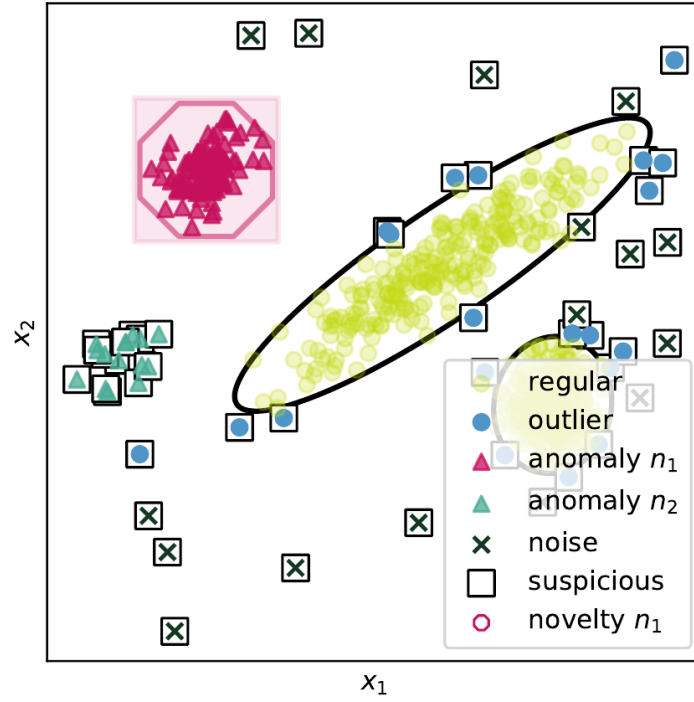 x₂
regular
outlier
anomaly n₁
anomaly n₂
noise
suspicious
novelty n₁
x₁